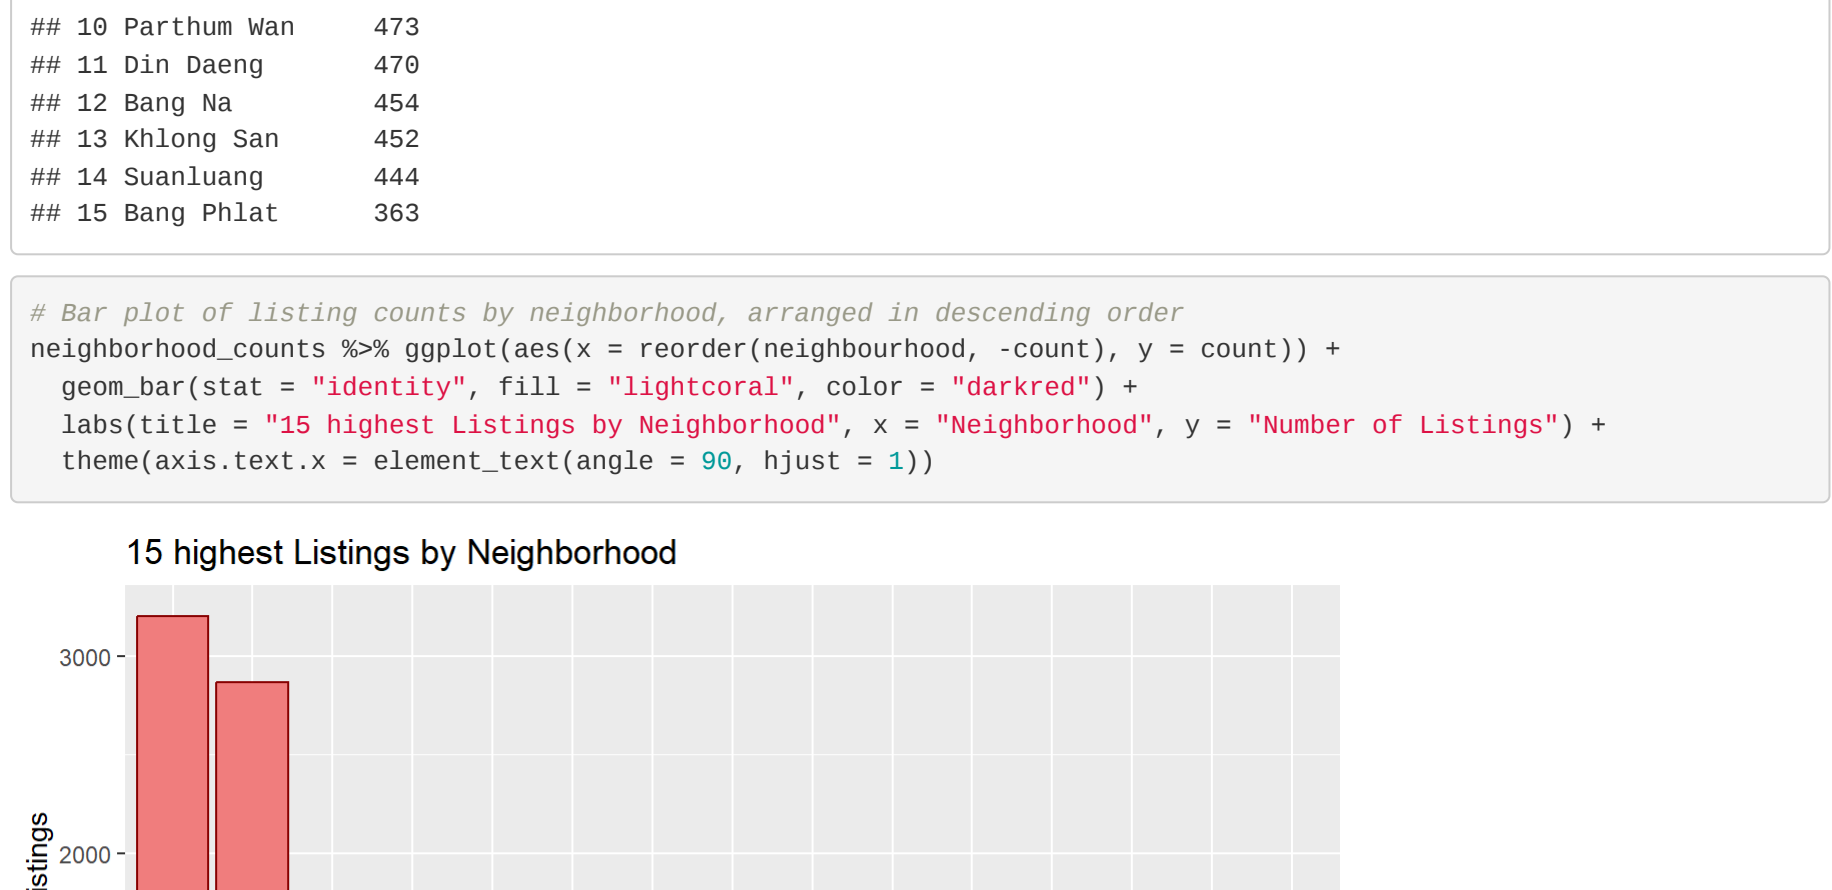 ## 10 Parthum Wan     473
## 11 Din Daeng       470
## 12 Bang Na         454
## 13 Khlong San      452
## 14 Suanluang       444
## 15 Bang Phlat      363
# Bar plot of listing counts by neighborhood, arranged in descending order
neighborhood_counts %>% ggplot(aes(x = reorder(neighbourhood, -count), y = count)) +
  geom_bar(stat = "identity", fill = "lightcoral", color = "darkred") +
  labs(title = "15 highest Listings by Neighborhood", x = "Neighborhood", y = "Number of Listings") +
  theme(axis.text.x = element_text(angle = 90, hjust = 1))
15 highest Listings by Neighborhood
3000
2000
istings